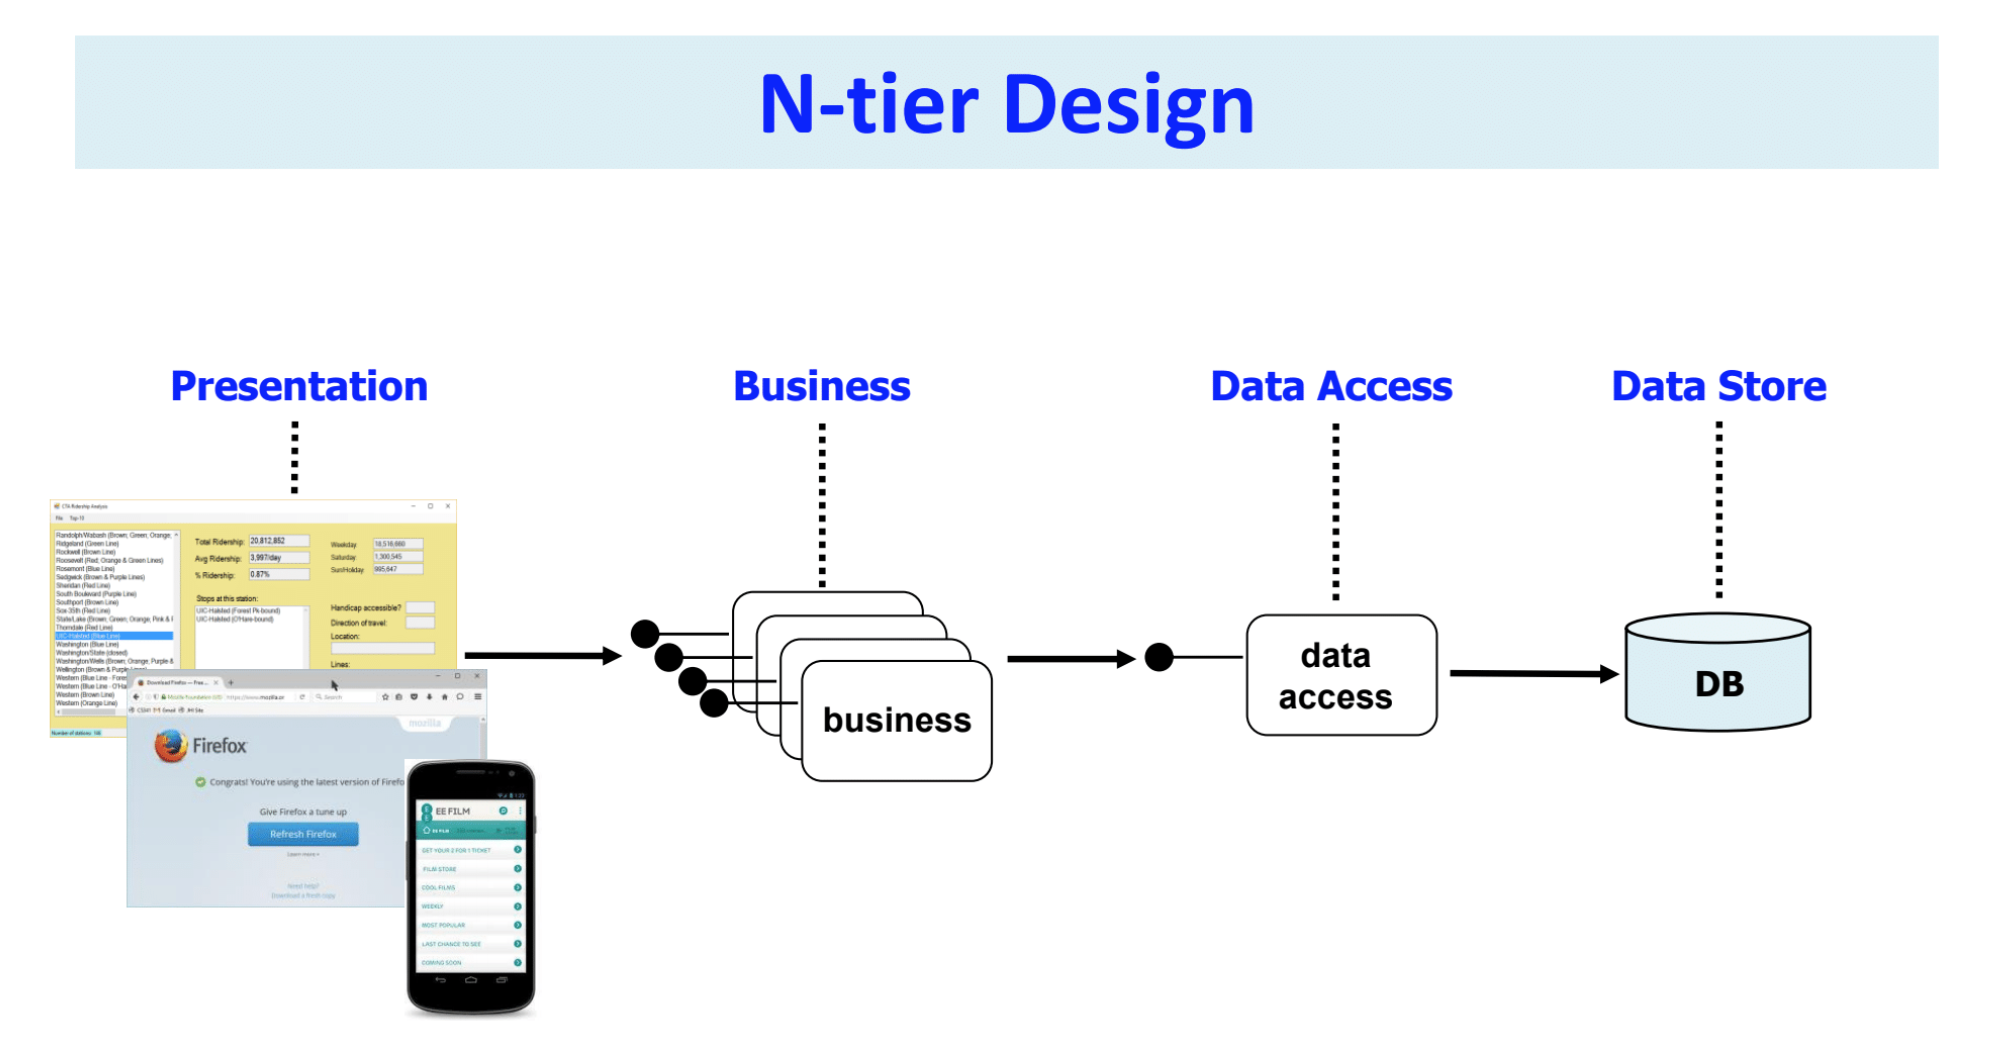 N-tier Design
Presentation
Business
Data Access
Data Store
CTA Ridership Analysis
File Top-10
Randolph/Wabash (Brown, Green, Orange,
Ridgeland (Green Line)
Rockwell (Brown Line)
Roosevelt (Red, Orange & Green Lines)
Rosemont (Blue Line)
Sedgwick (Brown & Purple Lines)
Sheridan (Red Line)
South Boulevard (Purple Line)
Southport (Brown Line)
Sox-35th (Red Line)
State/Lake (Brown, Green, Orange, Pink &
Thorndale (Red Line)
UIC-Halsted (Blue Line)
Washington (Blue Line)
Washington/State (closed)
Washington/Wells (Brown, Orange, Purple &
Wellington (Brown & Purple Lines)
Western (Blue Line - Fores
Western (Blue Line - O'Ha
Western (Brown Line)
Western (Orange Line)
Number of stations:
Total Ridership: 20,812,852
Avg Ridership: 3,997/day
% Ridership: 0.87%
Weekday 18,516,660
Saturday 1,300,545
Sun/Holiday 995,647
Stops at this station:
UIC-Halsted (Forest Pk-bound)
UIC-Halsted (O'Hare-bound)
Handicap accessible?
Direction of travel:
Location:
Lines:
Download Firefox — Free ...
Mozilla Foundation (US) https://www.mozilla.or Search
CS341 Gmail
mozilla
Firefox
Congrats! You're using the latest version of Firefo
Give Firefox a tune up
Refresh Firefox
Learn more
Need help?
Download a fresh copy
EE
EE FILM
EE FILM
GET YOUR 2 FOR 1 TICKET
FILM STORE
COOL FILMS
WEEKLY
MOST POPULAR
LAST CHANCE TO SEE
COMING SOON
business
data
access
DB